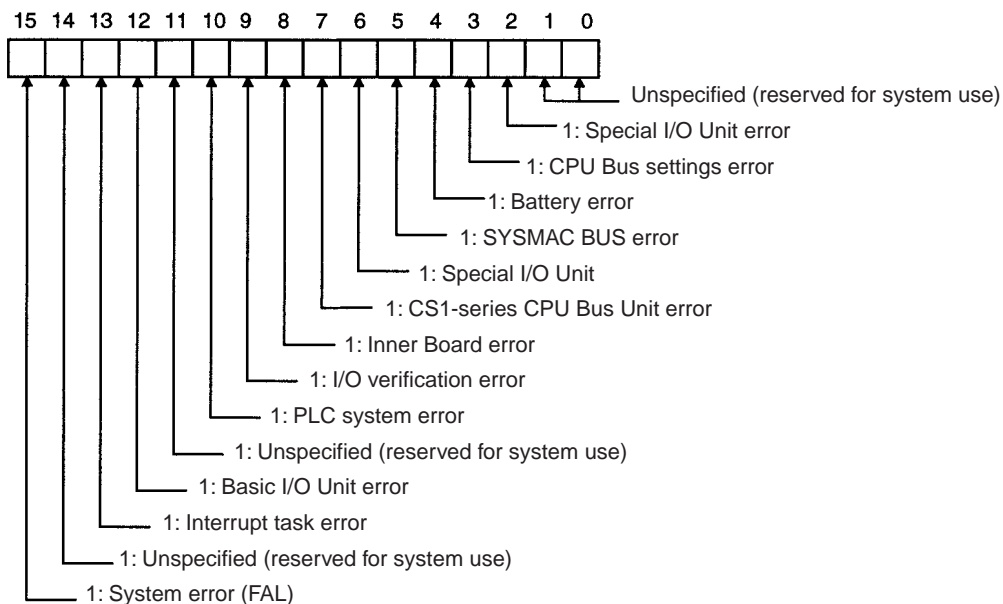 15 14 13 12 11 10 9 8 7 6 5 4 3 2 1 0
Unspecified (reserved for system use)
1: Special I/O Unit error
1: CPU Bus settings error
1: Battery error
1: SYSMAC BUS error
1: Special I/O Unit
1: CS1-series CPU Bus Unit error
1: Inner Board error
1: I/O verification error
1: PLC system error
1: Unspecified (reserved for system use)
1: Basic I/O Unit error
1: Interrupt task error
1: Unspecified (reserved for system use)
1: System error (FAL)